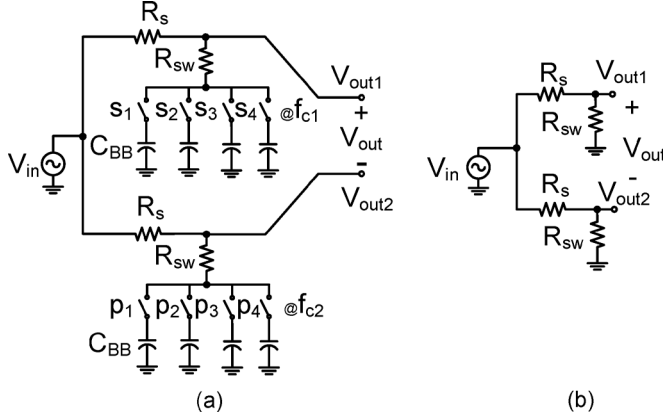 Rs
Rsw
Vout1
s1 s2 s3 s4 @fc1
+
CBB
Vout
Vin
-
Vout2
Rs
Rsw
p1 p2 p3 p4 @fc2
CBB
(a)
Rs
Vout1
Rsw
+
Vin
Vout
Rs
Vout2
-
Rsw
(b)